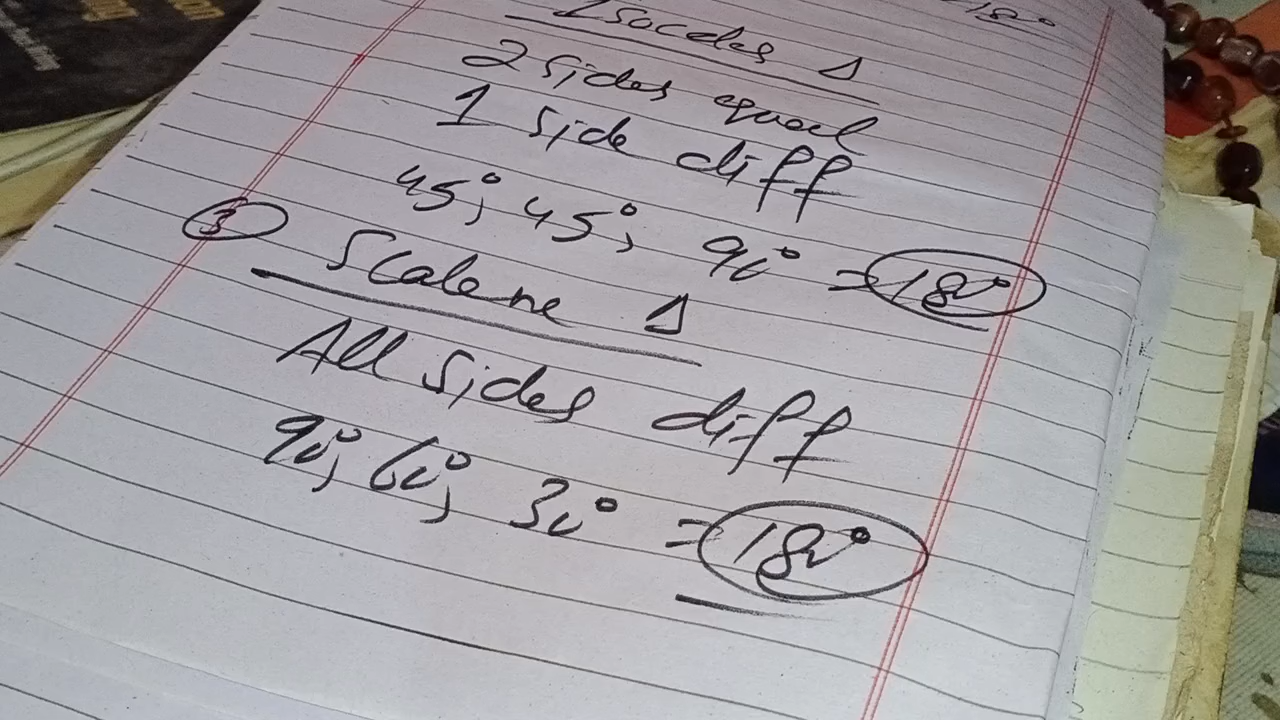 180°
Isoceles Δ
2 sides equal
1 side diff
45°, 45°, 90° = 180°
3 Scalene Δ
All sides diff
90°, 60°, 30° = 180°